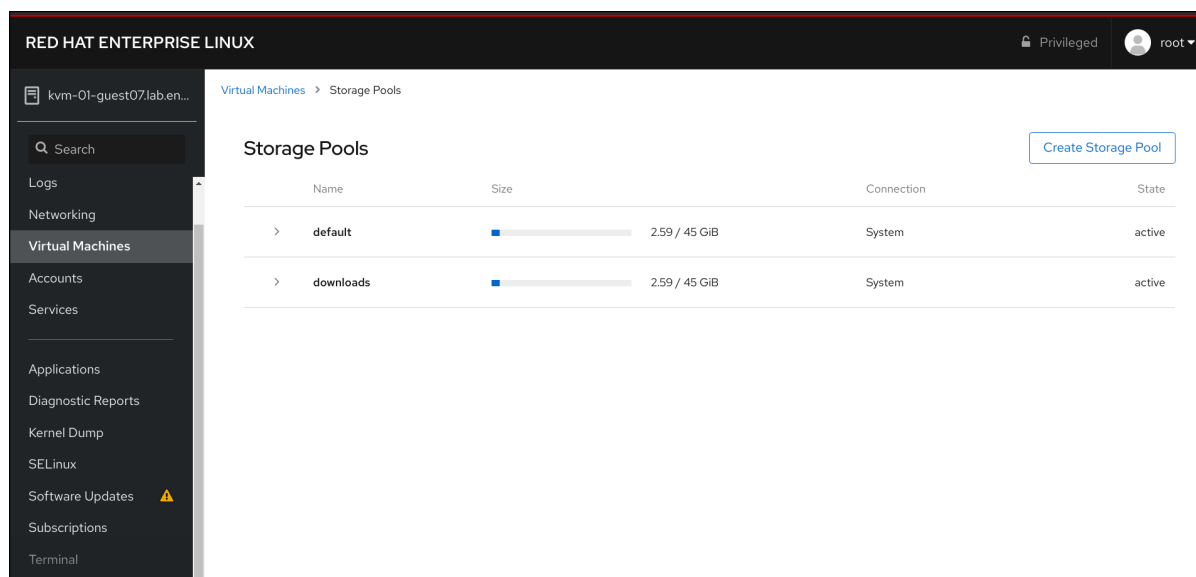 RED HAT ENTERPRISE LINUX
Privileged
root
kvm-01-guest07.lab.en...
Search
Logs
Networking
Virtual Machines
Accounts
Services
Applications
Diagnostic Reports
Kernel Dump
SELinux
Software Updates
Subscriptions
Terminal
Virtual Machines > Storage Pools
Storage Pools
Create Storage Pool
Name Size Connection State
default 2.59 / 45 GiB System active
downloads 2.59 / 45 GiB System active